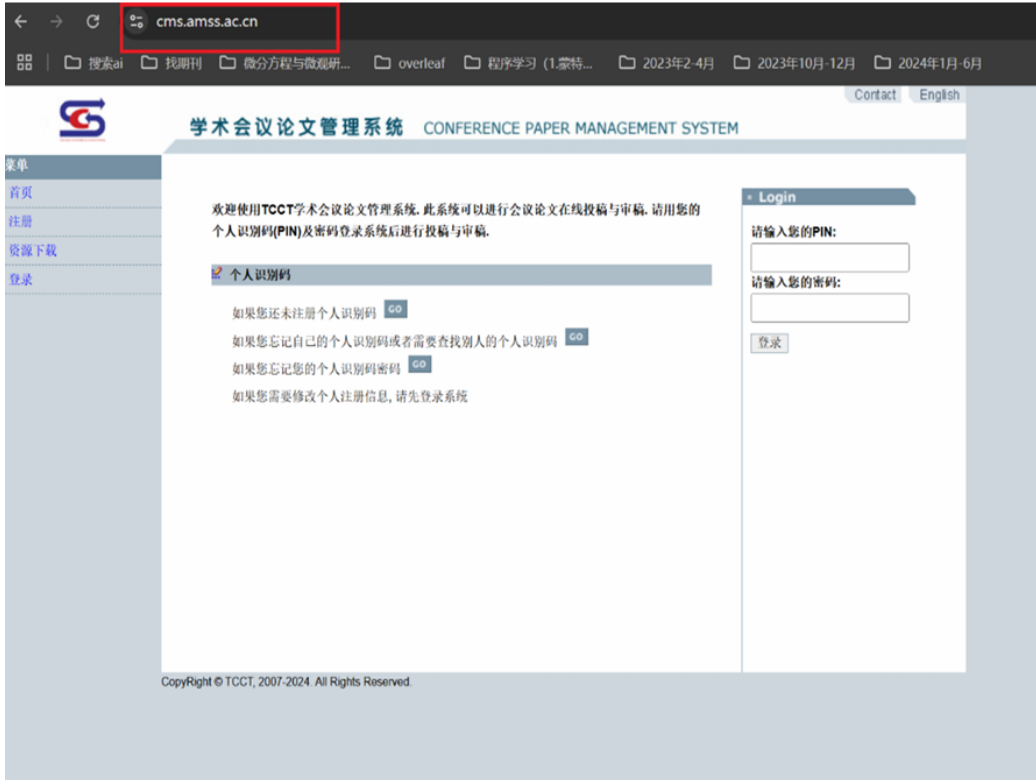 cms.amss.ac.cn
搜索ai 找期刊 微分方程与微观研... overleaf 程序学习 (1.蒙特... 2023年2-4月 2023年10月-12月 2024年1月-6月
Contact English
学术会议论文管理系统 CONFERENCE PAPER MANAGEMENT SYSTEM
菜单
首页
注册
资源下载
登录
欢迎使用TCCT学术会议论文管理系统. 此系统可以进行会议论文在线投稿与审稿. 请用您的
个人识别码(PIN)及密码登录系统后进行投稿与审稿.
个人识别码
如果您还未注册个人识别码 GO
如果您忘记自己的个人识别码或者需要查找别人的个人识别码 GO
如果您忘记您的个人识别码密码 GO
如果您需要修改个人注册信息, 请先登录系统
Login
请输入您的PIN:
请输入您的密码:
登录
CopyRight © TCCT, 2007-2024. All Rights Reserved.